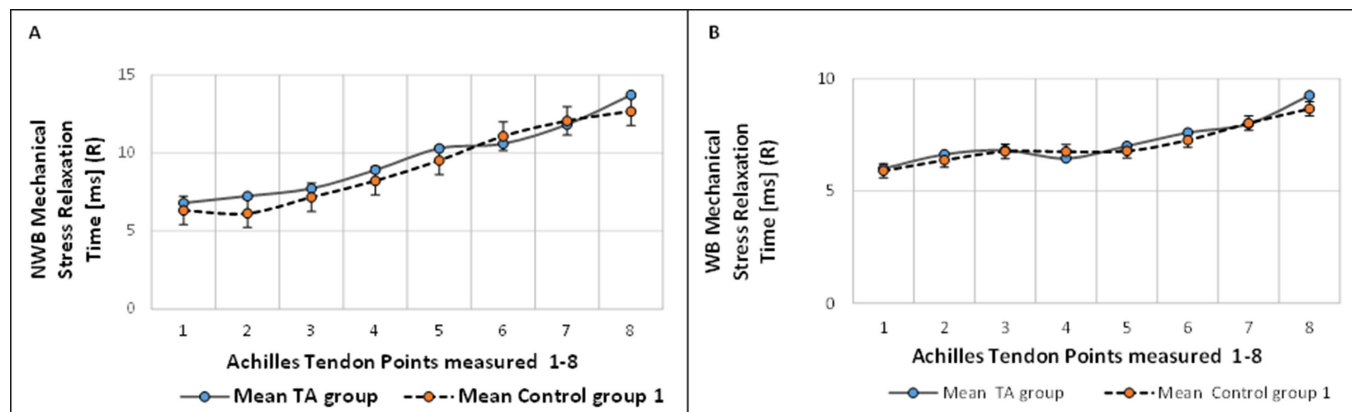 A
NWB Mechanical
Stress Relaxation
Time [ms] (R)
15
10
5
0
1 2 3 4 5 6 7 8
Achilles Tendon Points measured 1-8
Mean TA group Mean Control group 1
B
WB Mechanical
Stress Relaxation
Time [ms] (R)
10
5
0
1 2 3 4 5 6 7 8
Achilles Tendon Points measured 1-8
Mean TA group Mean Control group 1